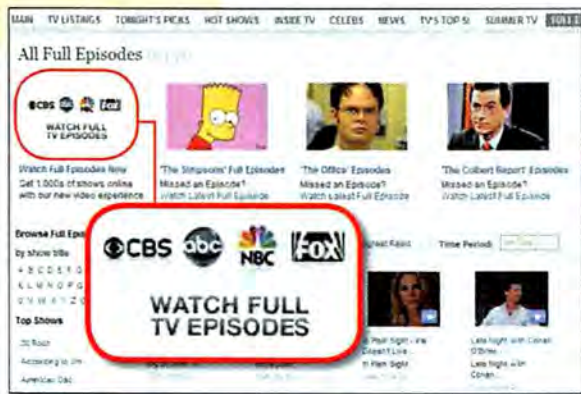 MAIN TV LISTINGS TONIGHT'S PICKS HOT SHOWS INSIDE TV CELEBS NEWS TV'S TOP 5! SUMMER TV
All Full Episodes
CBS abc NBC FOX
WATCH FULL
TV EPISODES
Watch Full Episodes Now
Get 1,000s of shows online
with our new video experience
'The Simpsons' Full Episodes
Missed an Episode?
Watch Latest Full Episode
'The Office' Episodes
Missed an Episode?
Watch Latest Full Episode
'The Colbert Report' Episodes
Missed an Episode?
Watch Latest Full Episode
Browse Full
by show title
Time Period:
CBS abc NBC FOX
WATCH FULL
TV EPISODES
Top Shows
30 Rock
According to Jim
American Dad
Late Night with Conan
O'Brien
Late Night with
Conan...